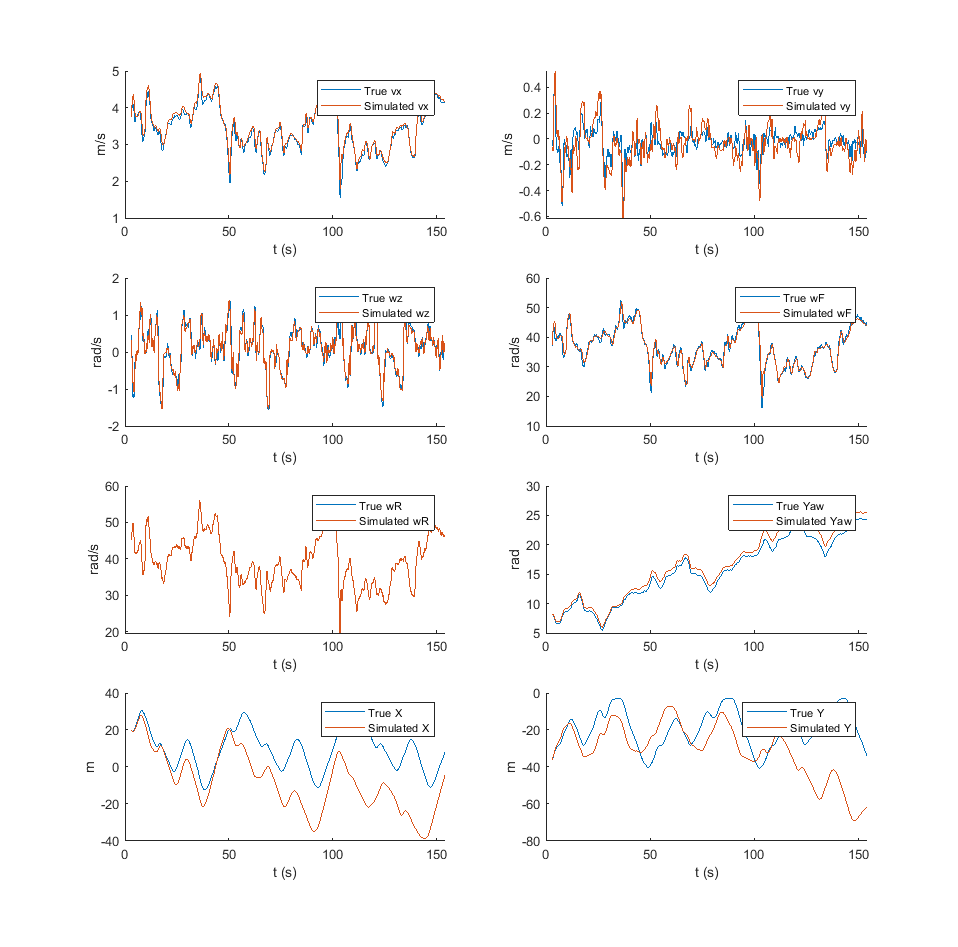 5
4
3
2
1
m/s
True vx
Simulated vx
0 50 100 150
t (s)
0.4
0.2
0
-0.2
-0.4
-0.6
m/s
True vy
Simulated vy
0 50 100 150
t (s)
2
1
0
-1
-2
rad/s
True wz
Simulated wz
0 50 100 150
t (s)
60
50
40
30
20
10
rad/s
True wF
Simulated wF
0 50 100 150
t (s)
60
50
40
30
20
rad/s
True wR
Simulated wR
0 50 100 150
t (s)
30
25
20
15
10
5
rad
True Yaw
Simulated Yaw
0 50 100 150
t (s)
40
20
0
-20
-40
m
True X
Simulated X
0 50 100 150
t (s)
0
-20
-40
-60
-80
m
True Y
Simulated Y
0 50 100 150
t (s)